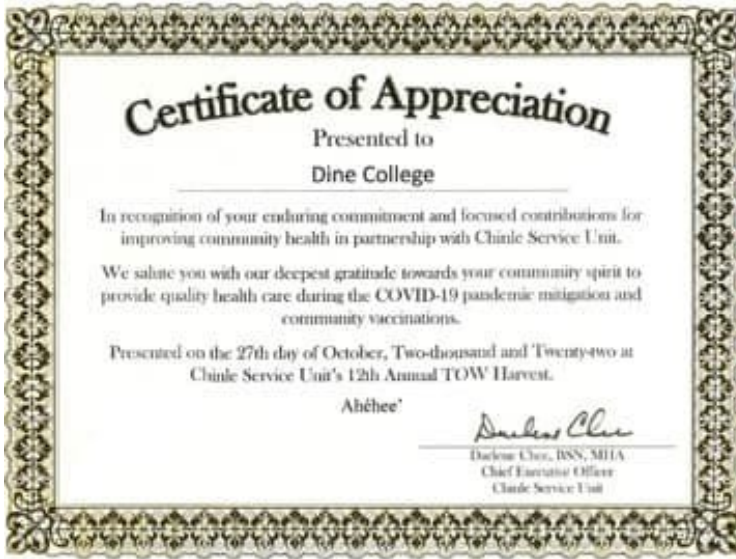 Certificate of Appreciation
Presented to
Dine College
In recognition of your enduring commitment and focused contributions for
improving community health in partnership with Chinle Service Unit.
We salute you with our deepest gratitude towards your community spirit to
provide quality health care during the COVID-19 pandemic mitigation and
community vaccinations.
Presented on the 27th day of October, Two-thousand and Twenty-two at
Chinle Service Unit's 12th Annual TOW Harvest.
Ahéhee'
Darlene Chee
Darlene Chee, BSN, MHA
Chief Executive Officer
Chinle Service Unit